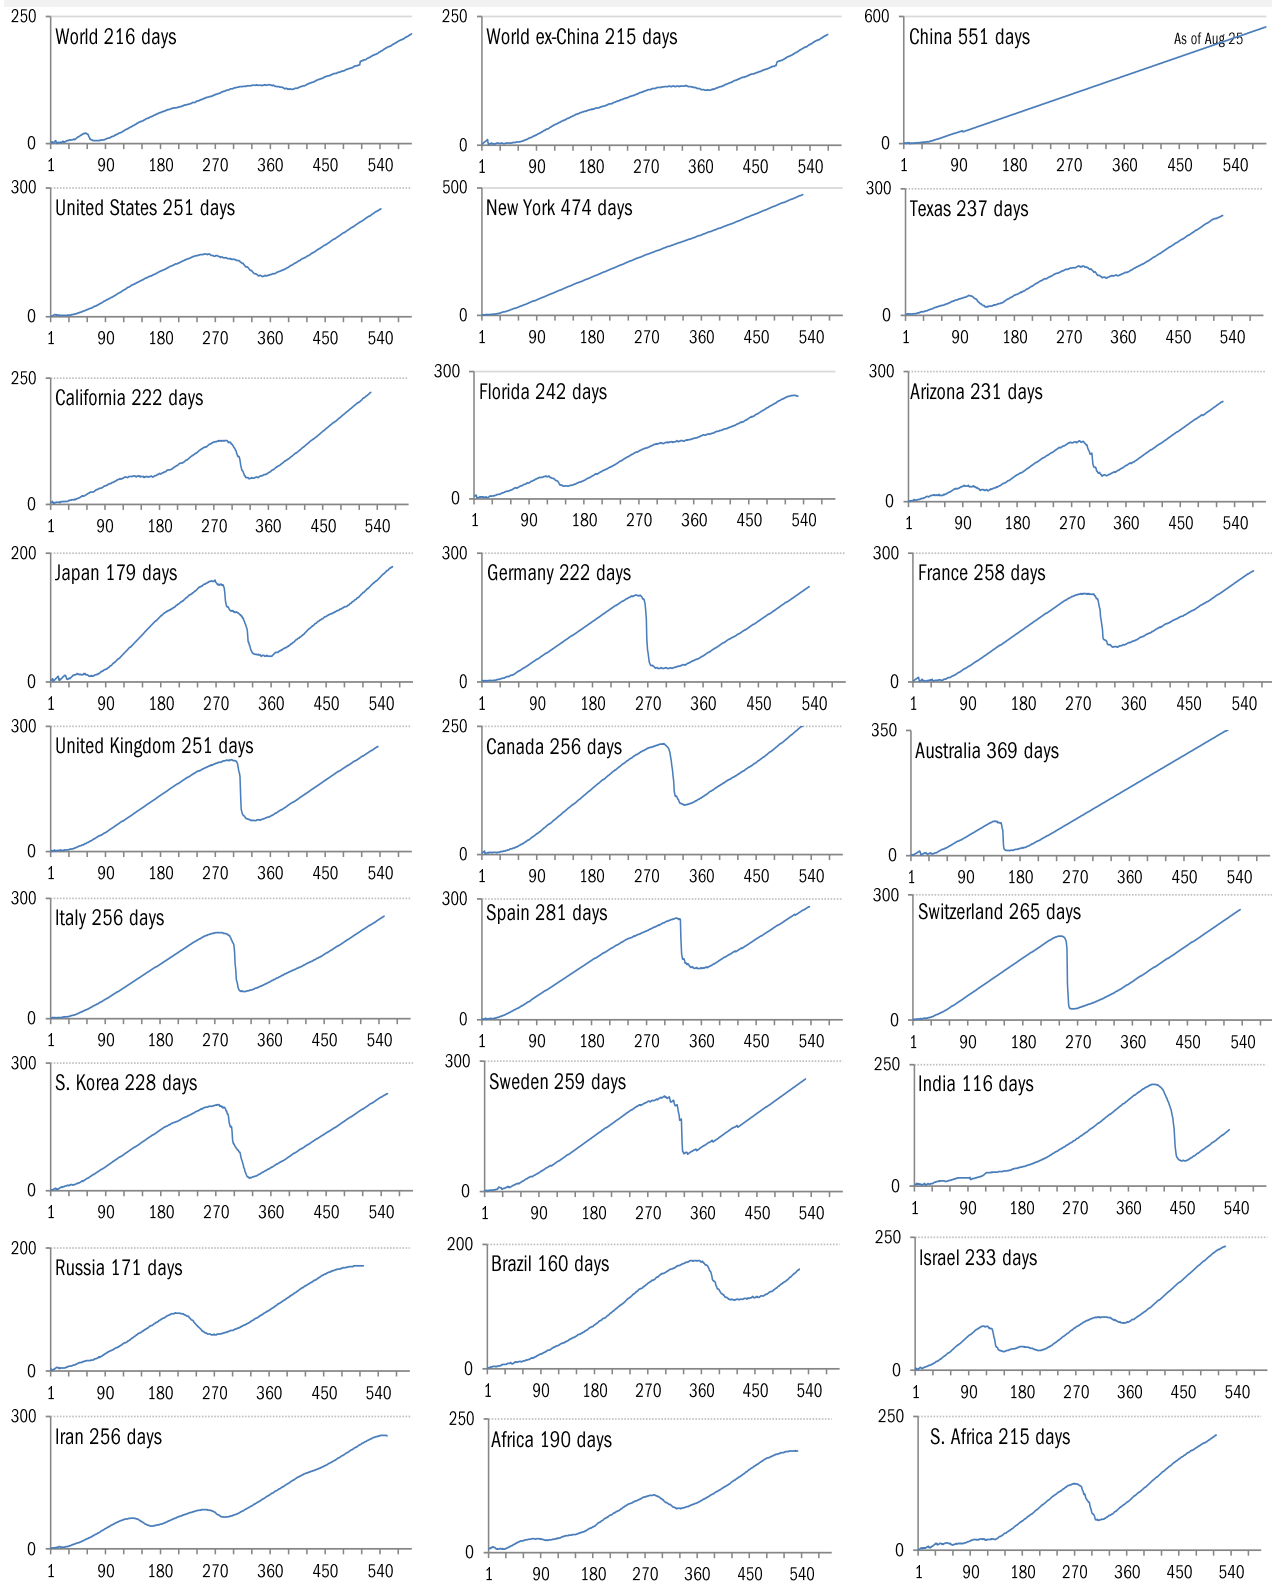 250 250 600
World 216 days World ex-China 215 days China 551 days
As of Aug 25
0 0 0
1 90 180 270 360 450 540 1 90 180 270 360 450 540 1 90 180 270 360 450 540
300 500 300
United States 251 days New York 474 days Texas 237 days
0 0 0
1 90 180 270 360 450 540 1 90 180 270 360 450 540 1 90 180 270 360 450 540
250 300 300
California 222 days Florida 242 days Arizona 231 days
0 0 0
1 90 180 270 360 450 540 1 90 180 270 360 450 540 1 90 180 270 360 450 540
200 300 300
Japan 179 days Germany 222 days France 258 days
0 0 0
1 90 180 270 360 450 540 1 90 180 270 360 450 540 1 90 180 270 360 450 540
300 250 350
United Kingdom 251 days Canada 256 days Australia 369 days
0 0 0
1 90 180 270 360 450 540 1 90 180 270 360 450 540 1 90 180 270 360 450 540
300 300 300
Italy 256 days Spain 281 days Switzerland 265 days
0 0 0
1 90 180 270 360 450 540 1 90 180 270 360 450 540 1 90 180 270 360 450 540
300 300 250
S. Korea 228 days Sweden 259 days India 116 days
0 0 0
1 90 180 270 360 450 540 1 90 180 270 360 450 540 1 90 180 270 360 450 540
200 200 250
Russia 171 days Brazil 160 days Israel 233 days
0 0 0
1 90 180 270 360 450 540 1 90 180 270 360 450 540 1 90 180 270 360 450 540
300 250 250
Iran 256 days Africa 190 days S. Africa 215 days
0 0 0
1 90 180 270 360 450 540 1 90 180 270 360 450 540 1 90 180 270 360 450 540